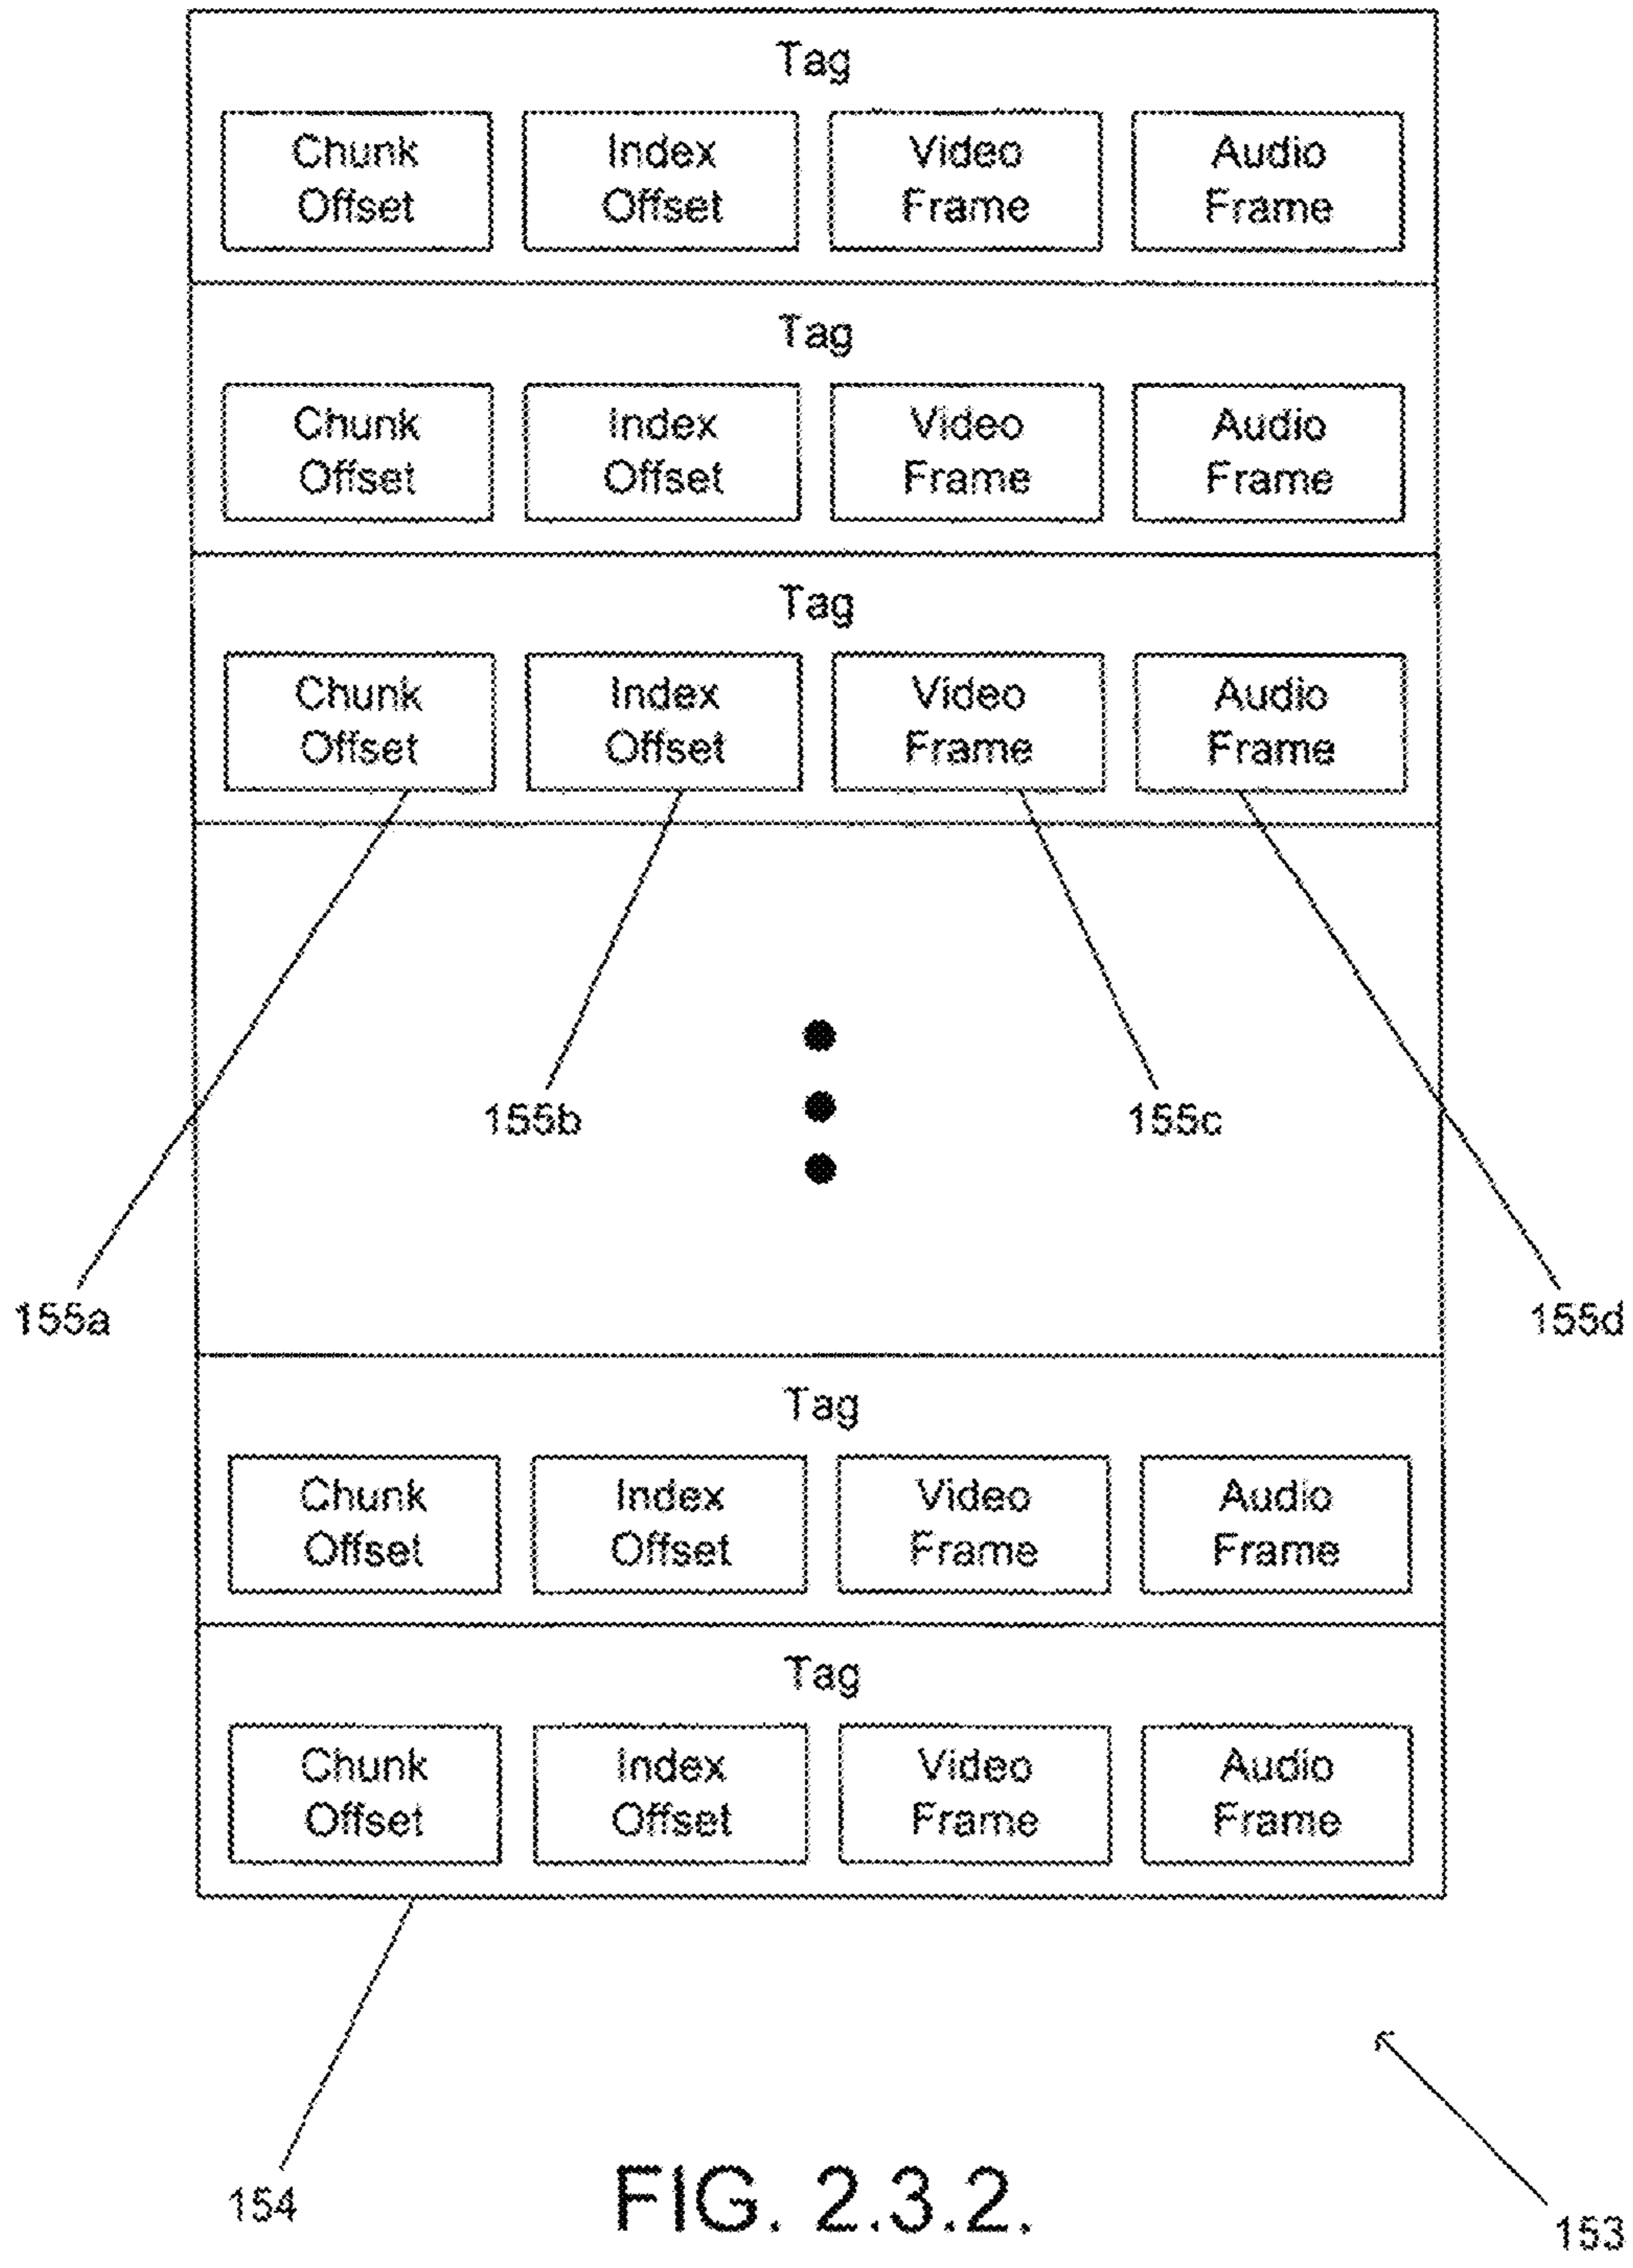 Tag
Chunk Offset
Index Offset
Video Frame
Audio Frame
Tag
Chunk Offset
Index Offset
Video Frame
Audio Frame
Tag
Chunk Offset
Index Offset
Video Frame
Audio Frame
155b
155c
155a
155d
Tag
Chunk Offset
Index Offset
Video Frame
Audio Frame
Tag
Chunk Offset
Index Offset
Video Frame
Audio Frame
154
FIG. 2.3.2.
153